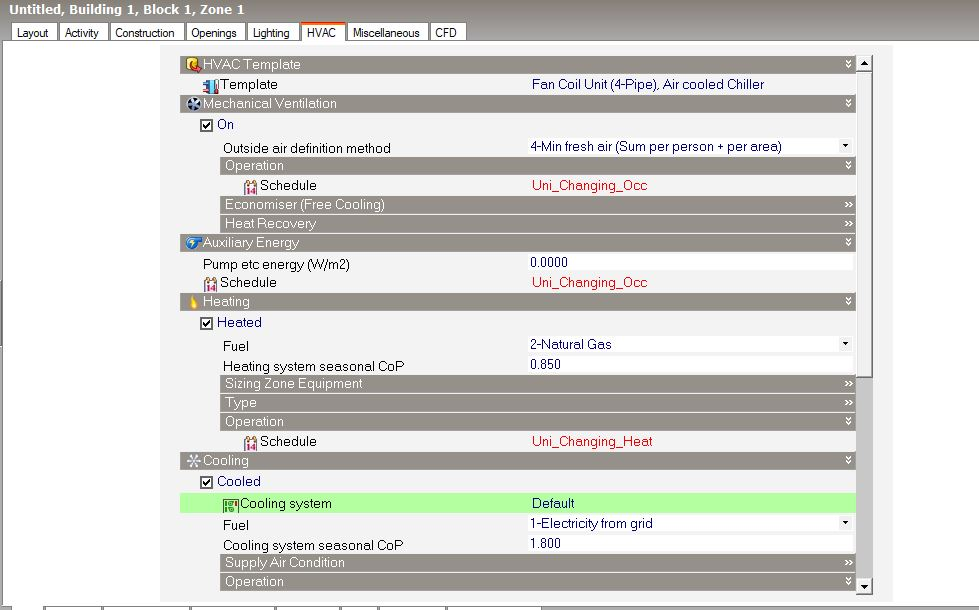 Untitled, Building 1, Block 1, Zone 1
Layout Activity Construction Openings Lighting HVAC Miscellaneous CFD
HVAC Template
Template Fan Coil Unit (4-Pipe), Air cooled Chiller
Mechanical Ventilation
On
Outside air definition method 4-Min fresh air (Sum per person + per area)
Operation
14 Schedule Uni_Changing_Occ
Economiser (Free Cooling)
Heat Recovery
Auxiliary Energy
Pump etc energy (W/m2) 0.0000
14 Schedule Uni_Changing_Occ
Heating
Heated
Fuel 2-Natural Gas
Heating system seasonal CoP 0.850
Sizing Zone Equipment
Type
Operation
14 Schedule Uni_Changing_Heat
Cooling
Cooled
Cooling system Default
Fuel 1-Electricity from grid
Cooling system seasonal CoP 1.800
Supply Air Condition
Operation